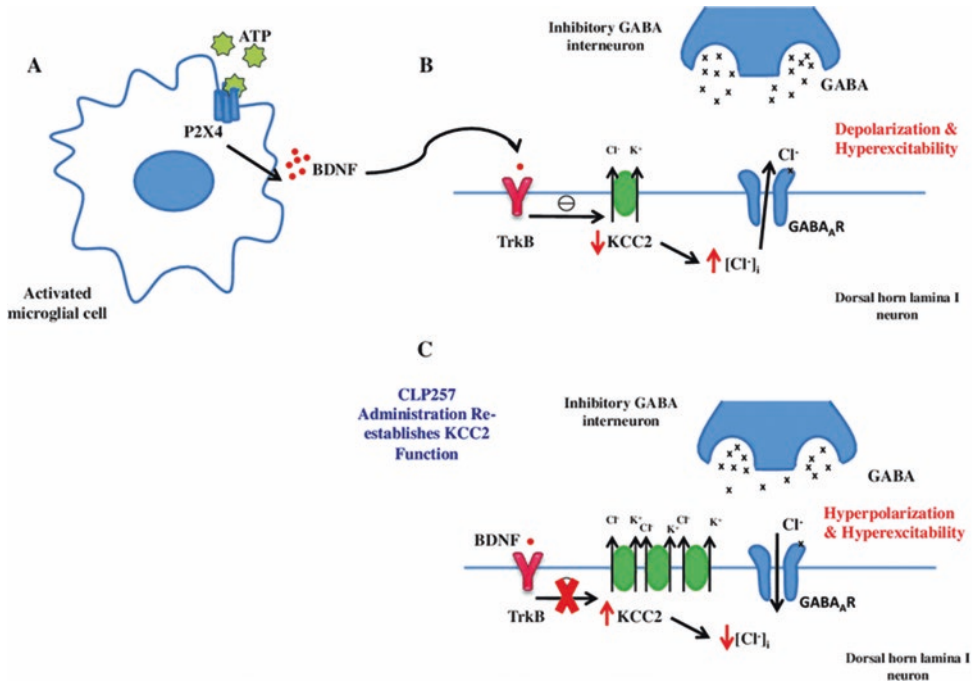 A
ATP
P2X4
BDNF
Activated
microglial cell
B
Inhibitory GABA
interneuron
x x x x x x x x x x x x x x x x x
GABA
Depolarization &
Hyperexcitability
Cl- K+
Cl-
x
⊖
TrkB
KCC2
[Cl-]i
GABAAR
Dorsal horn lamina I
neuron
C
CLP257
Administration Re-
establishes KCC2
Function
Inhibitory GABA
interneuron
GABA
Hyperpolarization
& Hyperexcitability
Cl- K+ Cl- K+ Cl- K+
Cl-
x
BDNF
TrkB
KCC2
[Cl-]i
GABAAR
Dorsal horn lamina I
neuron